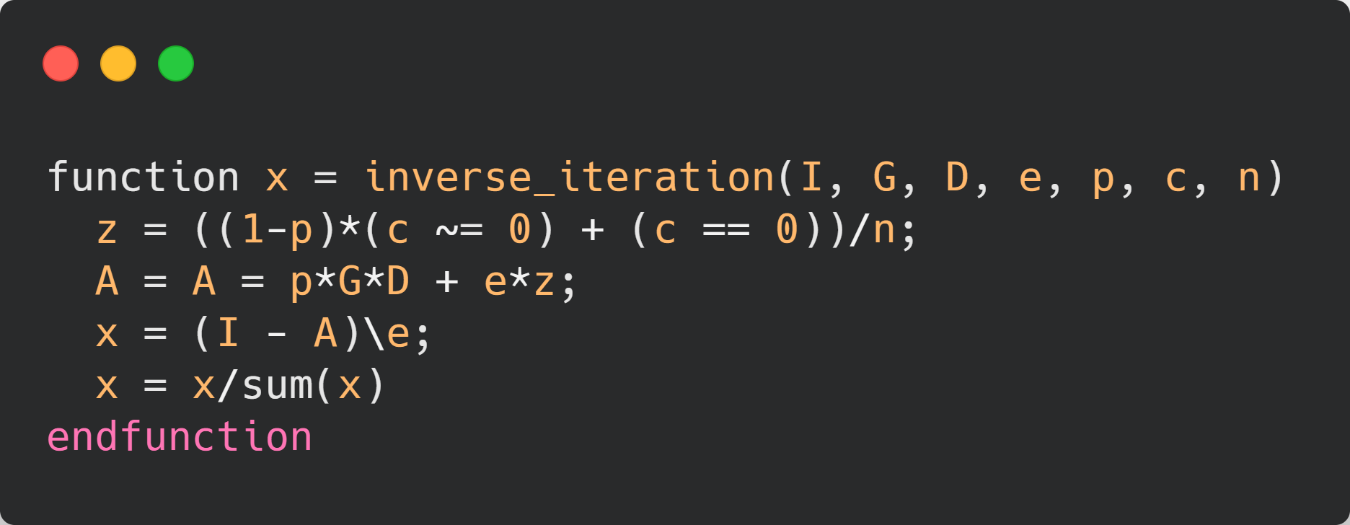 function x = inverse_iteration(I, G, D, e, p, c, n)
  z = ((1-p)*(c ~= 0) + (c == 0))/n;
  A = A = p*G*D + e*z;
  x = (I - A)\e;
  x = x/sum(x)
endfunction